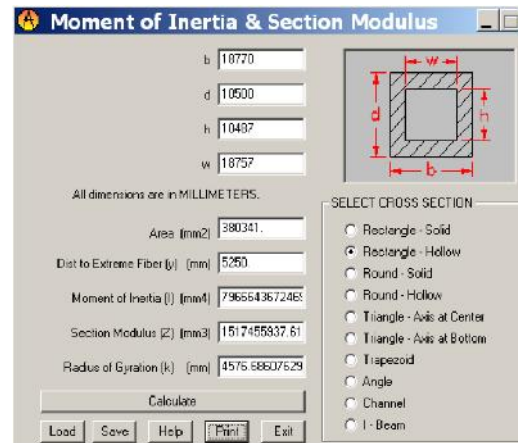 Moment of Inertia & Section Modulus
b 18770
d 10500
h 10487
w 18757
All dimensions are in MILLIMETERS.
Area (mm2) 380341.
Dist to Extreme Fiber (y) (mm) 5250.
Moment of Inertia (I) (mm4) 7966643672469
Section Modulus (Z) (mm3) 1517455937.61
Radius of Gyration (k) (mm) 4576.68607629
Calculate
Load Save Help Print Exit
w
d
h
b
SELECT CROSS SECTION
Rectangle - Solid
Rectangle - Hollow
Round - Solid
Round - Hollow
Triangle - Axis at Center
Triangle - Axis at Bottom
Trapezoid
Angle
Channel
I - Beam